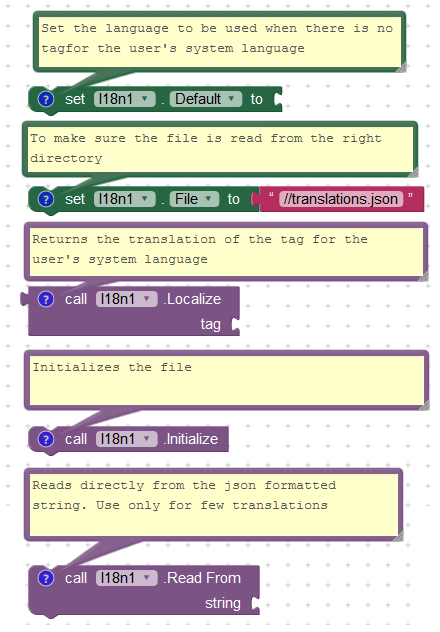 Set the language to be used when there is no
tagfor the user's system language
? set I18n1 . Default to
To make sure the file is read from the right
directory
? set I18n1 . File to “ //translations.json ”
Returns the translation of the tag for the
user's system language
? call I18n1 .Localize
tag
Initializes the file
? call I18n1 .Initialize
Reads directly from the json formatted
string. Use only for few translations
? call I18n1 .Read From
string